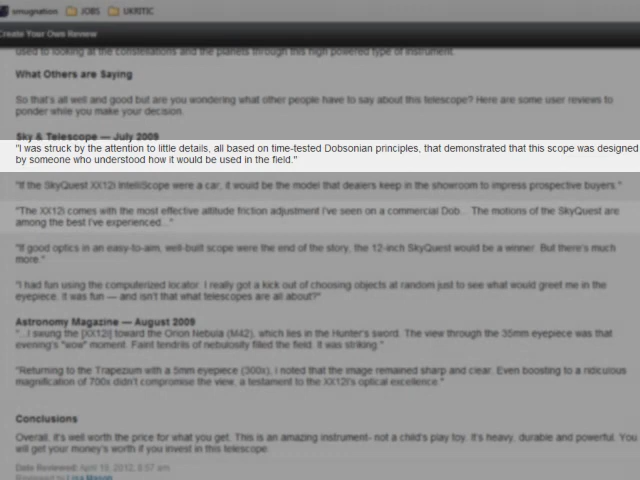 smugnation JOBS UKRITIC
Create Your Own Review
used to looking at the constellations and the planets through this high powered type of instrument.
What Others are Saying
So that's all well and good but are you wondering what other people have to say about this telescope? Here are some user reviews to
ponder while you make your decision.
Sky & Telescope — July 2009
"I was struck by the attention to little details, all based on time-tested Dobsonian principles, that demonstrated that this scope was designed
by someone who understood how it would be used in the field."
"If the SkyQuest XX12i IntelliScope were a car, it would be the model that dealers keep in the showroom to impress prospective buyers."
"The XX12i comes with the most effective altitude friction adjustment I've seen on a commercial Dob... The motions of the SkyQuest are
among the best I've experienced..."
"If good optics in an easy-to-aim, well-built scope were the end of the story, the 12-inch SkyQuest would be a winner. But there's much
more."
"I had fun using the computerized locator. I really got a kick out of choosing objects at random just to see what would greet me in the
eyepiece. It was fun — and isn't that what telescopes are all about?"
Astronomy Magazine — August 2009
"...I swung the [XX12i] toward the Orion Nebula (M42), which lies in the Hunter's sword. The view through the 35mm eyepiece was that
evening's "wow" moment. Faint tendrils of nebulosity filled the field. It was striking."
"Returning to the Trapezium with a 5mm eyepiece (300x), I noted that the image remained sharp and clear. Even boosting to a ridiculous
magnification of 700x didn't compromise the view, a testament to the XX12i's optical excellence."
Conclusions
Overall, it's well worth the price for what you get. This is an amazing instrument- not a child's play toy. It's heavy, durable and powerful. You
will get your money's worth if you invest in this telescope.
Date Reviewed: April 19, 2012, 8:57 am
Reviewed by Lisa Mason